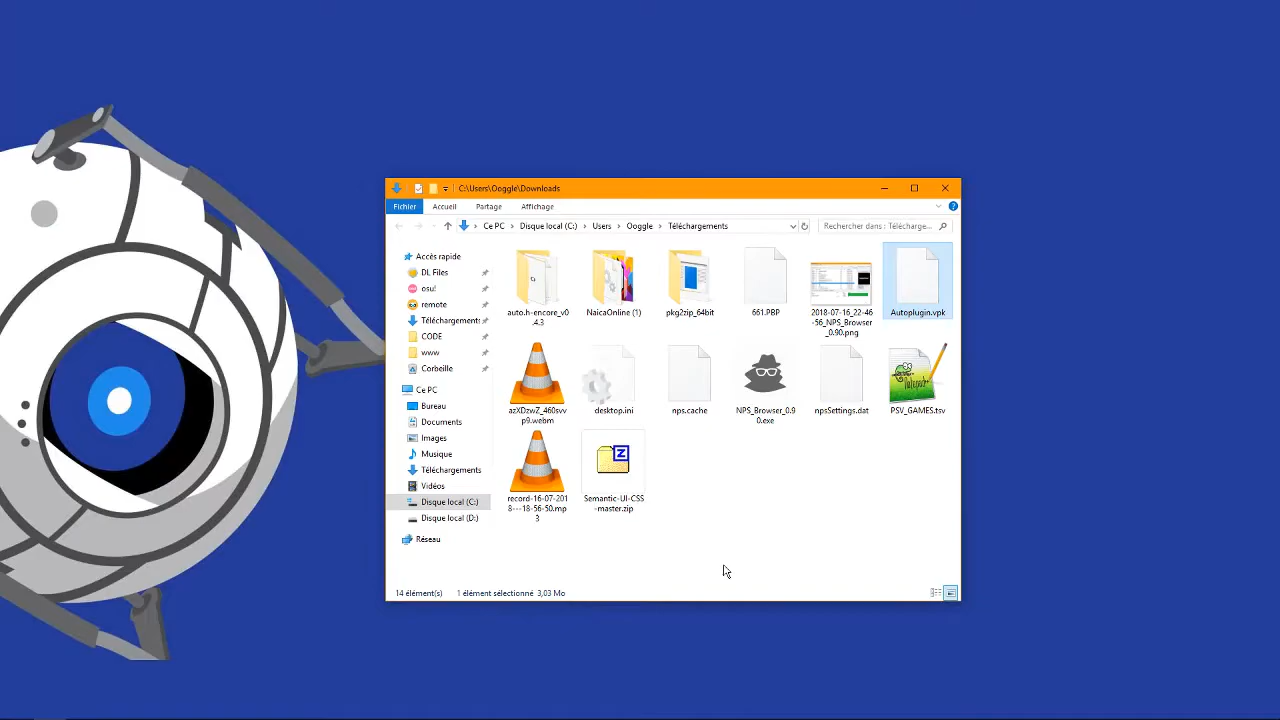 C:\Users\Ooggle\Downloads
Fichier Accueil Partage Affichage
Ce PC Disque local (C:) Users Ooggle Téléchargements
Rechercher dans : Télécharge...
Accès rapide
DL Files
osu!
remote
Téléchargements
CODE
www
Corbeille
Ce PC
Bureau
Documents
Images
Musique
Téléchargements
Vidéos
Disque local (C:)
Disque local (D:)
Réseau
auto.h-encore_v0
.4.3
NaicaOnline (1)
pkg2zip_64bit
661.PBP
2018-07-16_22-46
-56_NPS_Browser
_0.90.png
Autoplugin.vpk
azXDzwZ_460svv
p9.webm
desktop.ini
nps.cache
NPS_Browser_0.9
0.exe
npsSettings.dat
PSV_GAMES.tsv
record-16-07-201
8---18-56-50.mp
3
Semantic-UI-CSS
-master.zip
14 élément(s) 1 élément sélectionné 3,03 Mo